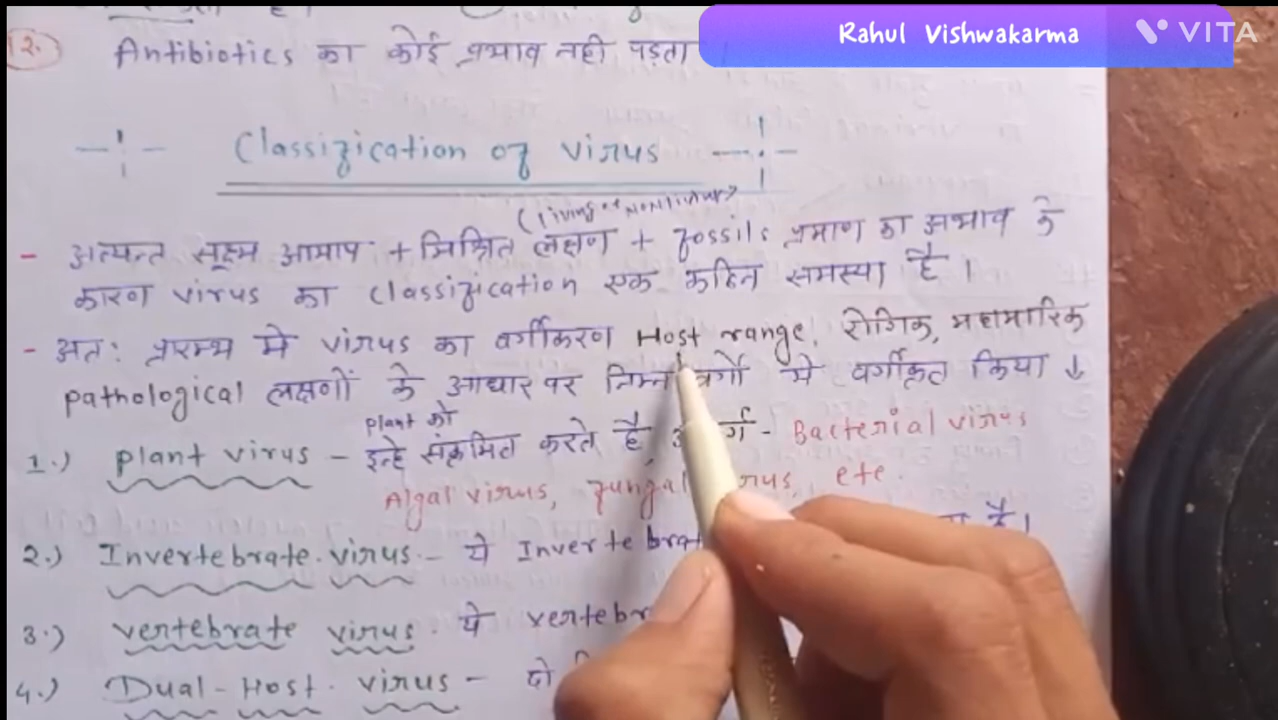 Rahul Vishwakarma
VITA
12. Antibiotics का कोई प्रभाव नही पड़ता ।
Classification of virus
(Living or Nonliving)
- अत्यन्त सूक्ष्म आमाप + मिश्रित लक्षण + fossils प्रमाण का अभाव के
कारण virus का classification एक कठिन समस्या है ।
- अतः प्रारम्भ मे virus का वर्गीकरण Host range, रोगिक, महामारिक
pathological लक्षणों के आधार पर निम्न वर्गों मे वर्गीकृत किया ↓
plant को
1.) plant virus - इन्हे संक्रमित करते है, - Bacterial virus
Algal virus, fungal virus, etc.
2.) Invertebrate virus - ये Invertebrat है।
3.) vertebrate virus - ये vertebr
4.) Dual-Host virus - दो